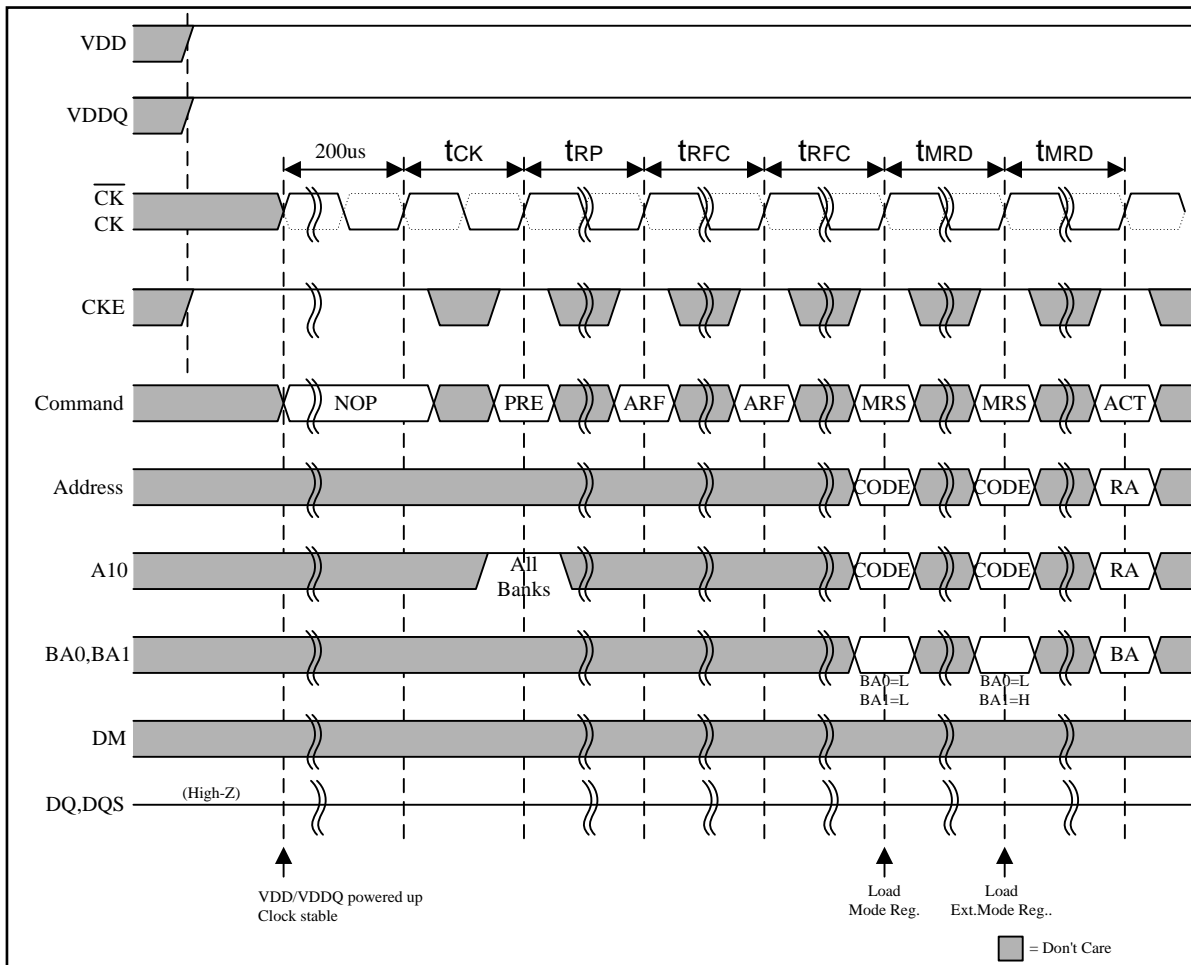 VDD
VDDQ
200us tCK tRP tRFC tRFC tMRD tMRD
CK
CK
CKE
Command NOP PRE ARF ARF MRS MRS ACT
Address CODE CODE RA
A10 All Banks CODE CODE RA
BA0,BA1 BA
BA0=L BA0=L
BA1=L BA1=H
DM
(High-Z)
DQ,DQS
VDD/VDDQ powered up
Clock stable
Load
Mode Reg.
Load
Ext.Mode Reg..
= Don't Care